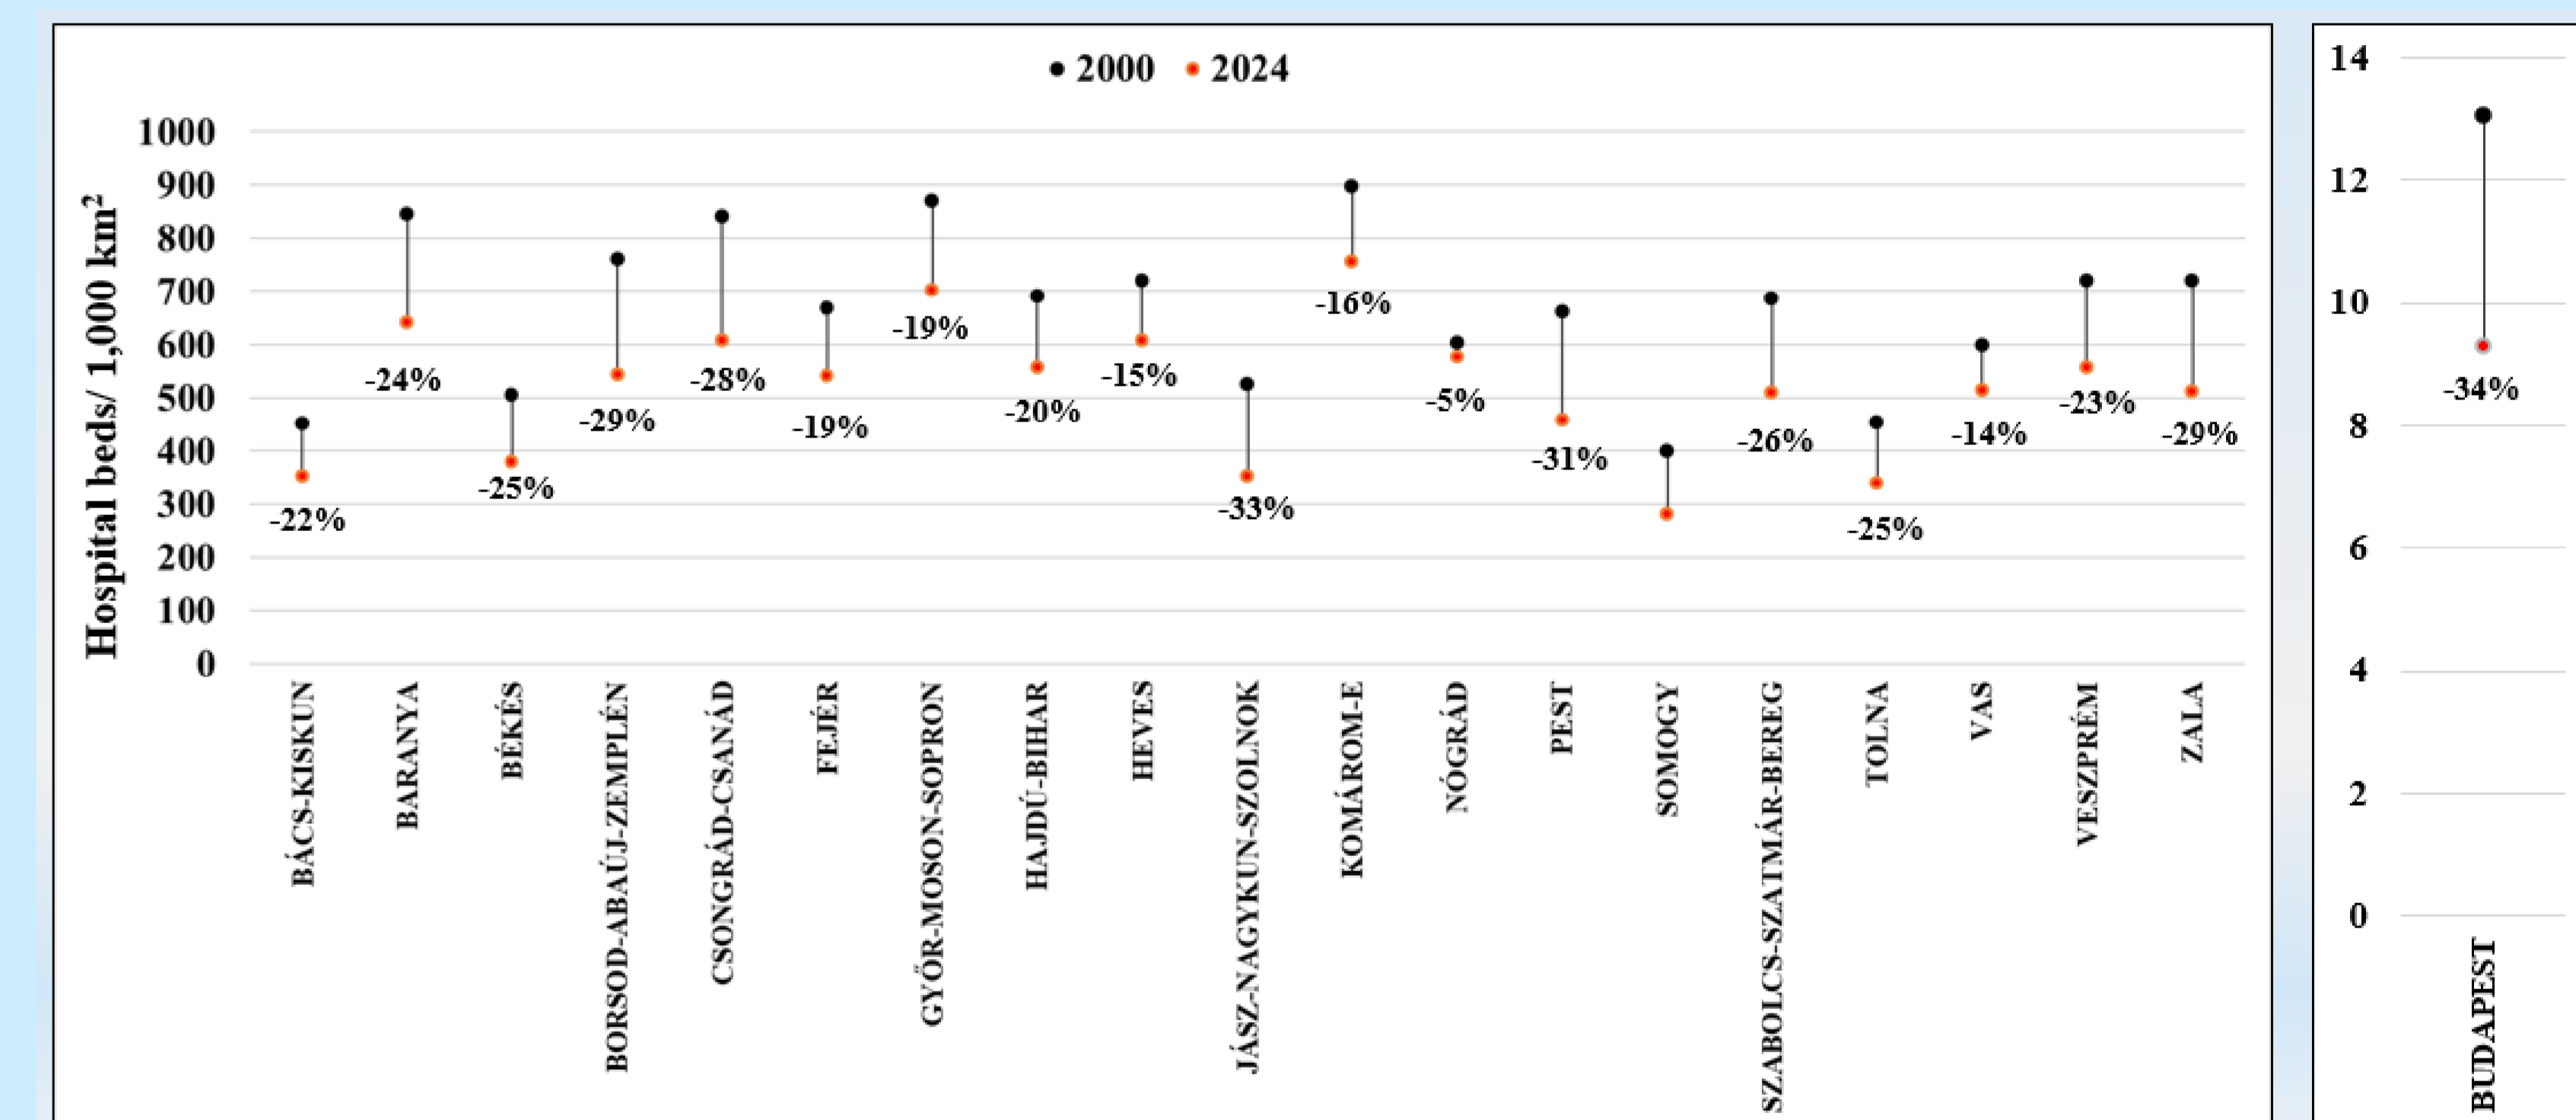 2000 2024
Hospital beds/ 1,000 km²
1000
900
800
700
600
500
400
300
200
100
0
-22%
-24%
-25%
-29%
-28%
-19%
-19%
-20%
-15%
-33%
-16%
-5%
-31%
-26%
-25%
-14%
-23%
-29%
BÁCS-KISKUN
BARANYA
BÉKÉS
BORSOD-ABAÚJ-ZEMPLÉN
CSONGRÁD-CSANÁD
FEJÉR
GYŐR-MOSON-SOPRON
HAJDÚ-BIHAR
HEVES
JÁSZ-NAGYKUN-SZOLNOK
KOMÁROM-E
NÓGRÁD
PEST
SOMOGY
SZABOLCS-SZATMÁR-BEREG
TOLNA
VAS
VESZPRÉM
ZALA
14
12
10
8
6
4
2
0
-34%
BUDAPEST